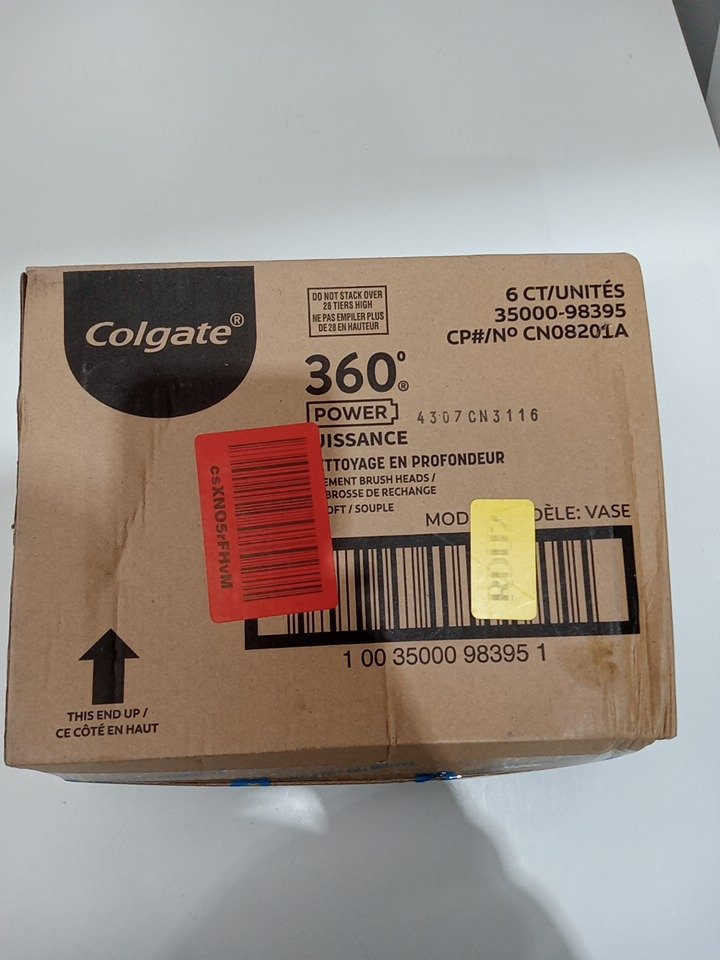 Colgate®
DO NOT STACK OVER
28 TIERS HIGH
NE PAS EMPILER PLUS
DE 28 EN HAUTEUR
6 CT/UNITÉS
35000-98395
CP#/Nº CN08201A
360°®
POWER
4307CN3116
UISSANCE
ETTOYAGE EN PROFONDEUR
EMENT BRUSH HEADS /
BROSSE DE RECHANGE
OFT / SOUPLE
MOD DÈLE: VASE
csXNO5rFHvM
1 00 35000 98395 1
THIS END UP /
CE CÔTÉ EN HAUT